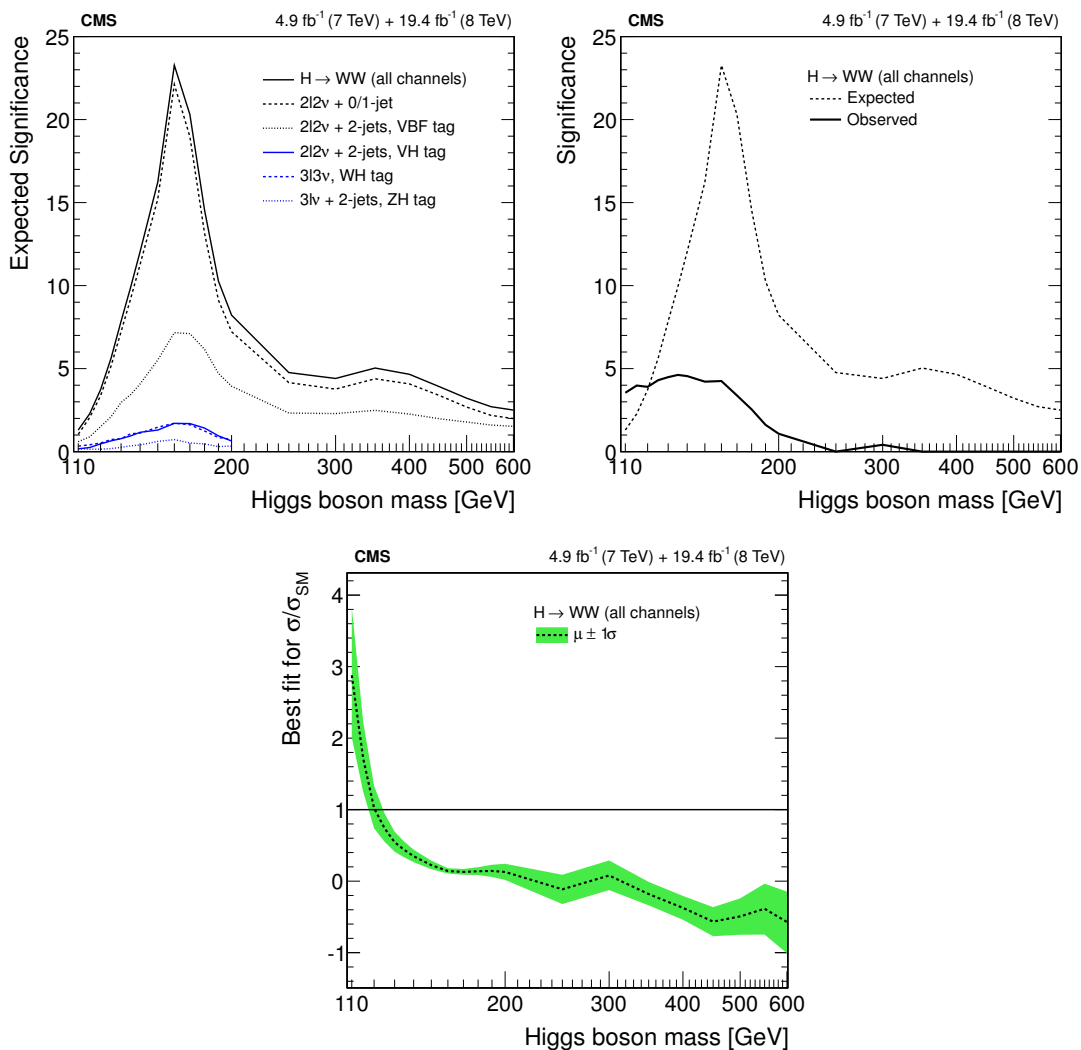 CMS 4.9 fb⁻¹ (7 TeV) + 19.4 fb⁻¹ (8 TeV)
Expected Significance
25
20
15
10
5
0
H → WW (all channels)
2l2ν + 0/1-jet
2l2ν + 2-jets, VBF tag
2l2ν + 2-jets, VH tag
3l3ν, WH tag
3lν + 2-jets, ZH tag
110 200 300 400 500 600
Higgs boson mass [GeV]
CMS 4.9 fb⁻¹ (7 TeV) + 19.4 fb⁻¹ (8 TeV)
Significance
25
20
15
10
5
0
H → WW (all channels)
Expected
Observed
110 200 300 400 500 600
Higgs boson mass [GeV]
CMS 4.9 fb⁻¹ (7 TeV) + 19.4 fb⁻¹ (8 TeV)
Best fit for σ/σ_SM
4
3
2
1
0
-1
H → WW (all channels)
μ ± 1σ
110 200 300 400 500 600
Higgs boson mass [GeV]